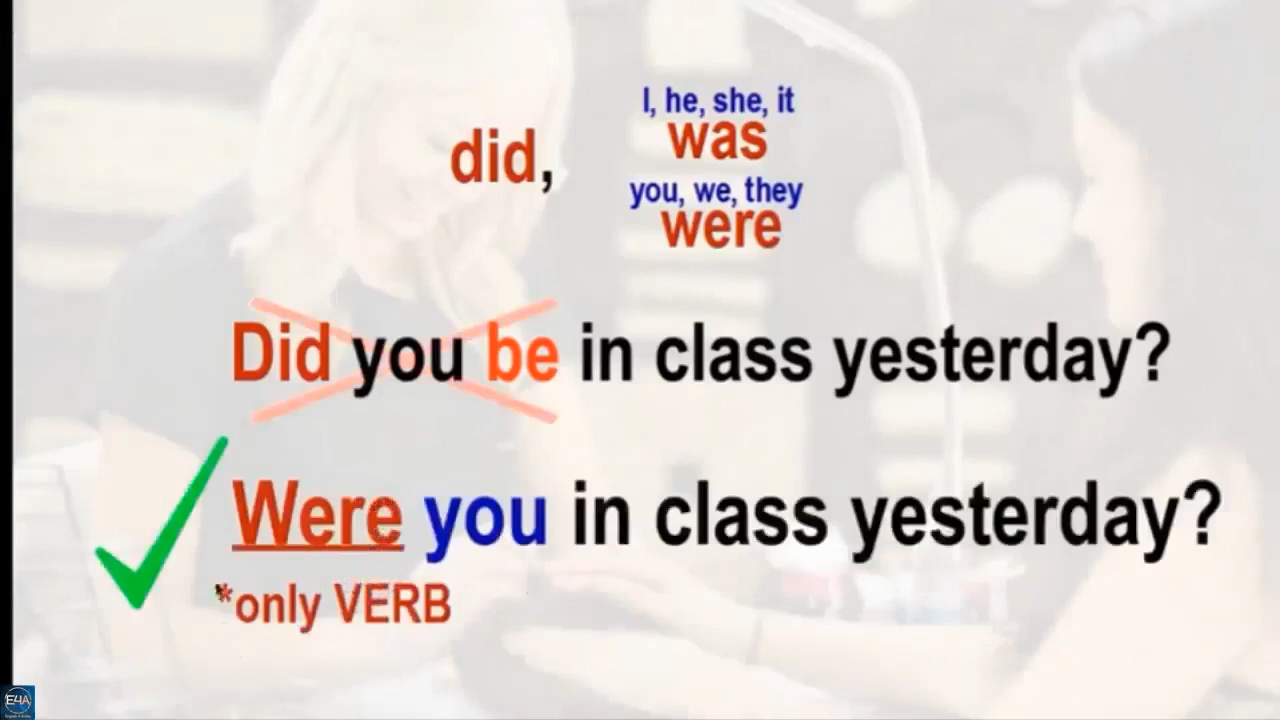 I, he, she, it
did, was
you, we, they
were
Did you be in class yesterday?
Were you in class yesterday?
*only VERB
E4A